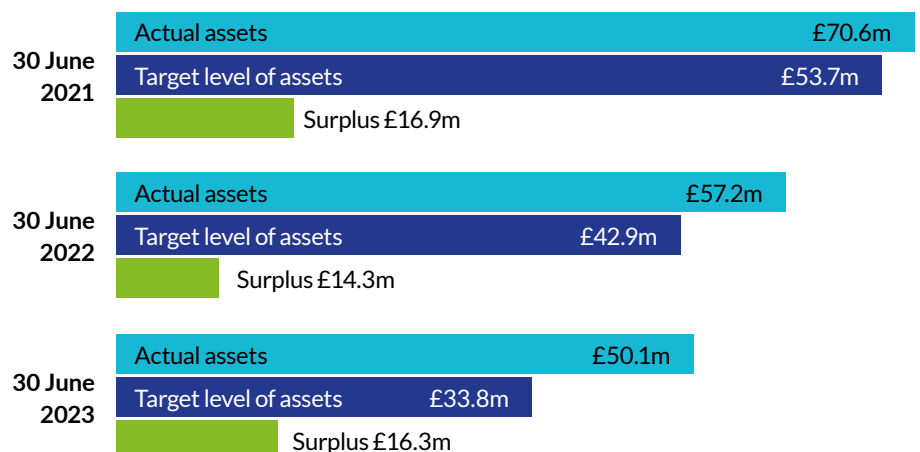 Actual assets £70.6m
30 June
2021
Target level of assets £53.7m
Surplus £16.9m
Actual assets £57.2m
30 June
2022
Target level of assets £42.9m
Surplus £14.3m
Actual assets £50.1m
30 June
2023
Target level of assets £33.8m
Surplus £16.3m